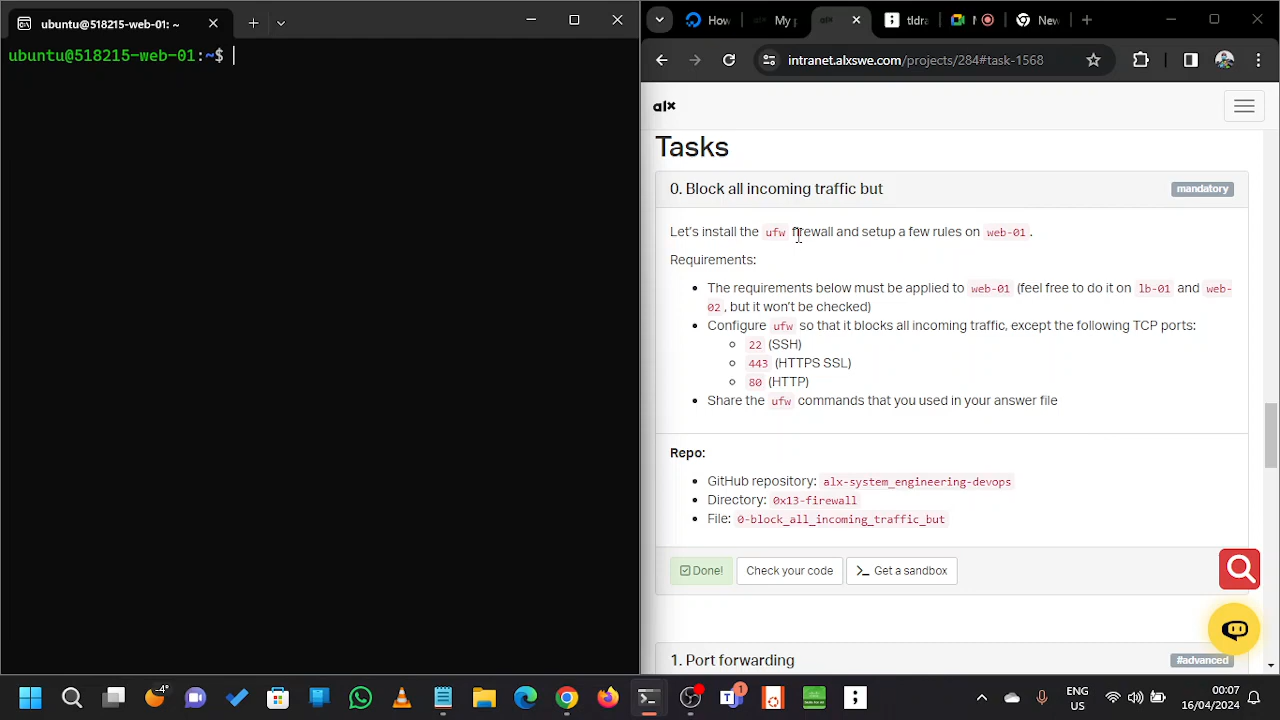 ubuntu@518215-web-01: ~
ubuntu@518215-web-01:~$
How
My p
alx
tldra
New
intranet.alxswe.com/projects/284#task-1568
alx
Tasks
0. Block all incoming traffic but
mandatory
Let's install the ufw firewall and setup a few rules on web-01.
Requirements:
The requirements below must be applied to web-01 (feel free to do it on lb-01 and web-
02, but it won't be checked)
Configure ufw so that it blocks all incoming traffic, except the following TCP ports:
22 (SSH)
443 (HTTPS SSL)
80 (HTTP)
Share the ufw commands that you used in your answer file
Repo:
GitHub repository: alx-system_engineering-devops
Directory: 0x13-firewall
File: 0-block_all_incoming_traffic_but
Done!
Check your code
>_ Get a sandbox
1. Port forwarding
#advanced
-4°
1
ENG
US
00:07
16/04/2024